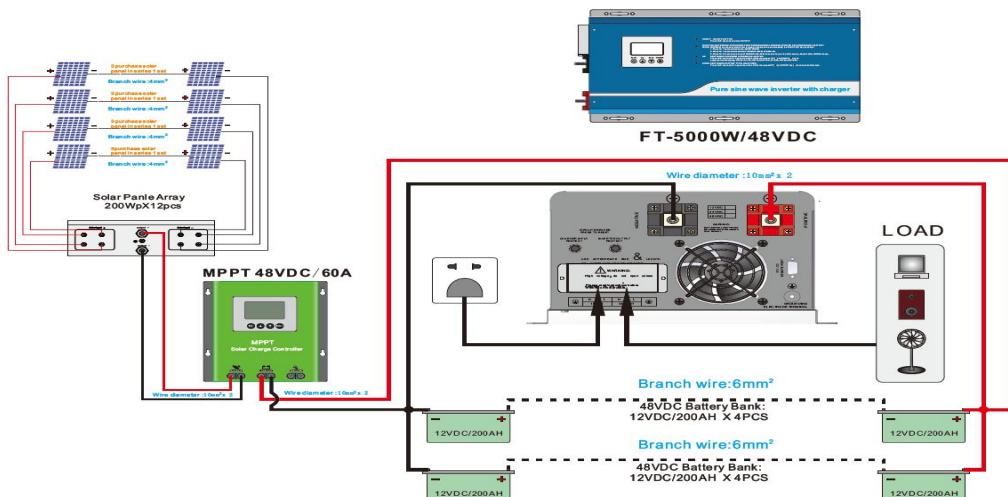 FT-5000W/48VDC
Pure sine wave inverter with charger
+ 3purchase solar −
panel in series 1 set
Branch wire:4mm²
+ 3purchase solar −
panel in series 1 set
Branch wire:4mm²
+ 3purchase solar −
panel in series 1 set
Branch wire:4mm²
+ 3purchase solar −
panel in series 1 set
Branch wire:4mm²
Solar Panle Array
200WpX12pcs
MPPT 48VDC/60A
MPPT
Solar Charge Controller
Wire diameter :10mm² x 2
Wire diameter :10mm² x 2
Wire diameter :10mm² x 2
NEGATIVE
POSITIVE
WARNING:
LOAD
Branch wire:6mm²
48VDC Battery Bank:
12VDC/200AH X 4PCS
− +
12VDC/200AH
− +
12VDC/200AH
Branch wire:6mm²
48VDC Battery Bank:
12VDC/200AH X 4PCS
− +
12VDC/200AH
− +
12VDC/200AH